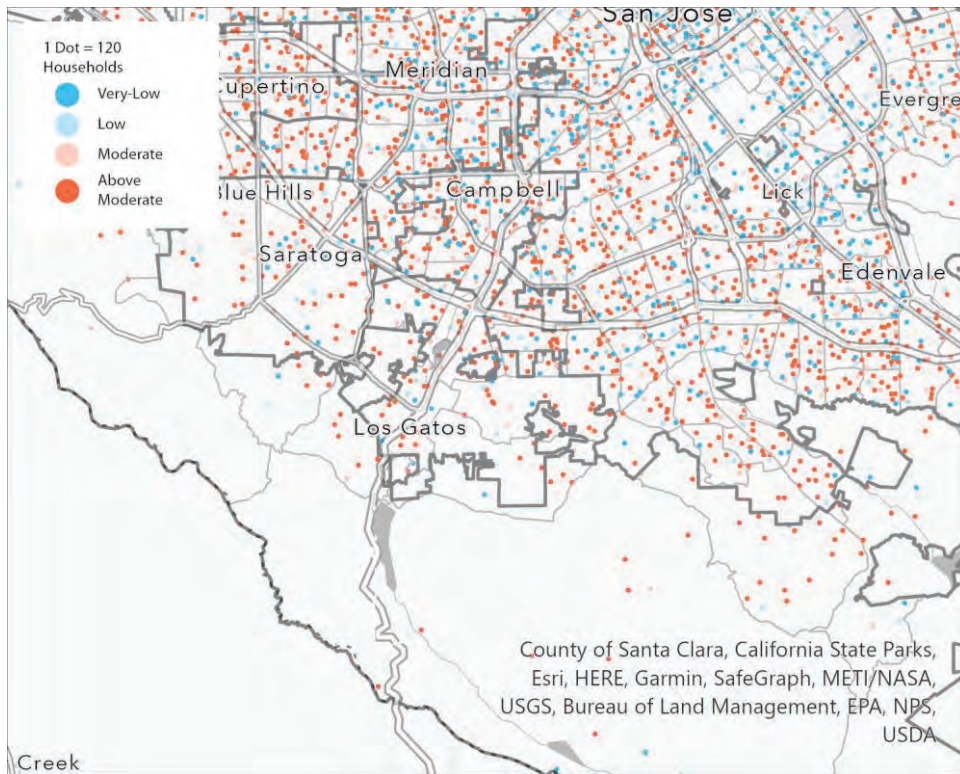 San Jose
1 Dot = 120
Households
Very-Low
Low
Moderate
Above
Moderate
Meridian
Cupertino
Evergre
Blue Hills
Campbell
Lick
Saratoga
Edenvale
Los Gatos
County of Santa Clara, California State Parks,
Esri, HERE, Garmin, SafeGraph, METI/NASA,
USGS, Bureau of Land Management, EPA, NPS,
USDA
Creek